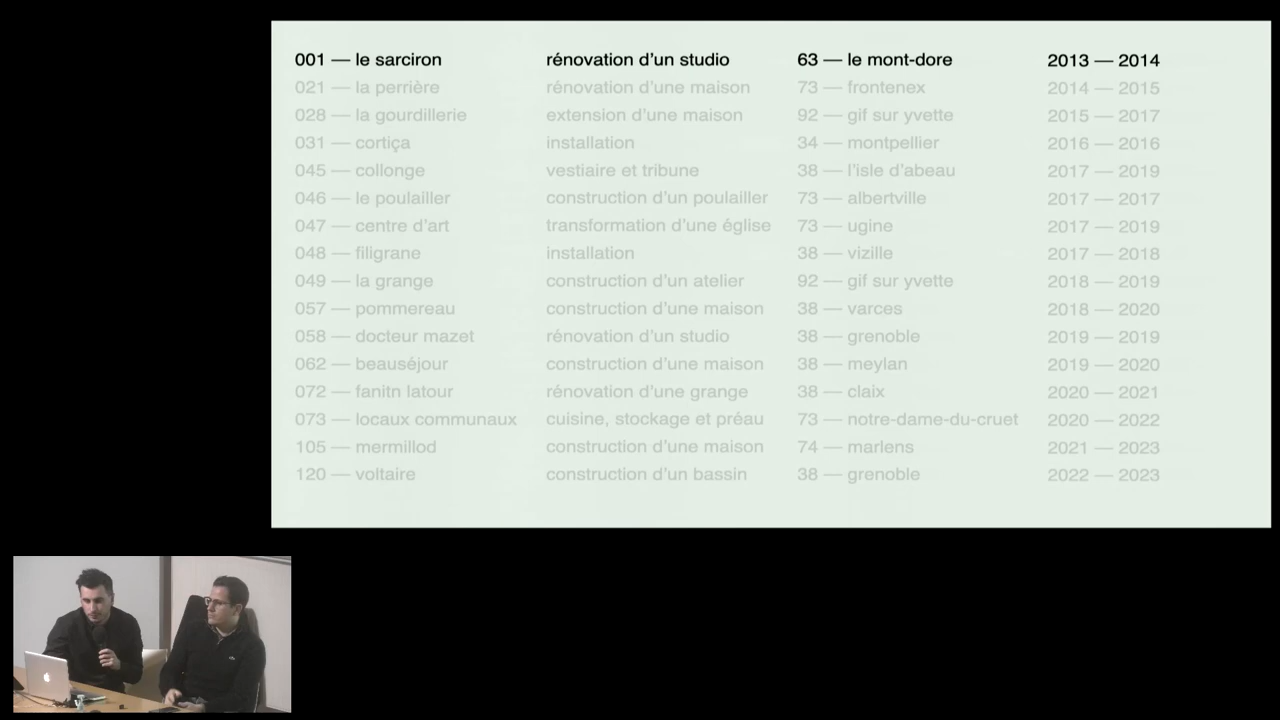 001 — le sarciron rénovation d'un studio 63 — le mont-dore 2013 — 2014
021 — la perrière rénovation d'une maison 73 — frontenex 2014 — 2015
028 — la gourdillerie extension d'une maison 92 — gif sur yvette 2015 — 2017
031 — cortiça installation 34 — montpellier 2016 — 2016
045 — collonge vestiaire et tribune 38 — l'isle d'abeau 2017 — 2019
046 — le poulailler construction d'un poulailler 73 — albertville 2017 — 2017
047 — centre d'art transformation d'une église 73 — ugine 2017 — 2019
048 — filigrane installation 38 — vizille 2017 — 2018
049 — la grange construction d'un atelier 92 — gif sur yvette 2018 — 2019
057 — pommereau construction d'une maison 38 — varces 2018 — 2020
058 — docteur mazet rénovation d'un studio 38 — grenoble 2019 — 2019
062 — beauséjour construction d'une maison 38 — meylan 2019 — 2020
072 — fanitn latour rénovation d'une grange 38 — claix 2020 — 2021
073 — locaux communaux cuisine, stockage et préau 73 — notre-dame-du-cruet 2020 — 2022
105 — mermillod construction d'une maison 74 — marlens 2021 — 2023
120 — voltaire construction d'un bassin 38 — grenoble 2022 — 2023